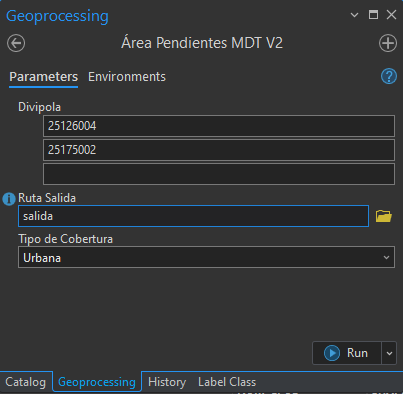 Geoprocessing
Área Pendientes MDT V2
Parameters Environments
Divipola
25126004
25175002
Ruta Salida
salida
Tipo de Cobertura
Urbana
Run
Catalog Geoprocessing History Label Class